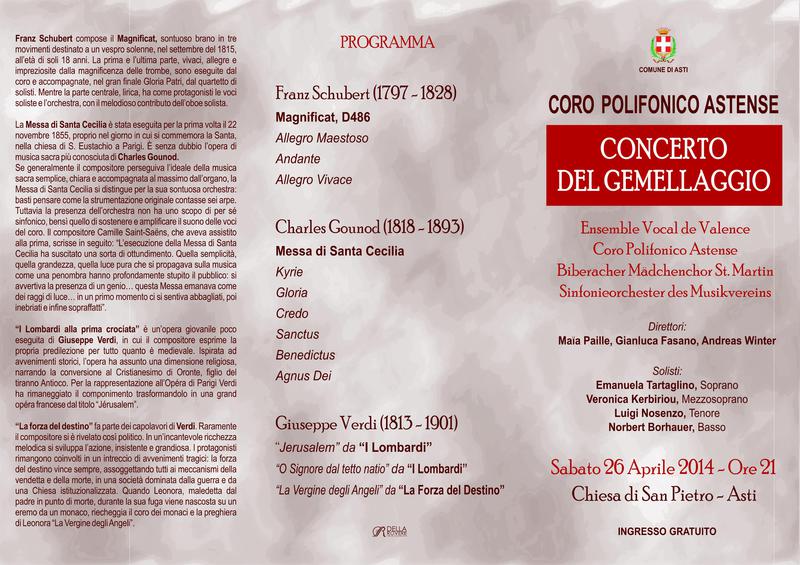 Franz Schubert compose il Magnificat, sontuoso brano in tre
movimenti destinato a un vespro solenne, nel settembre del 1815,
all'età di soli 18 anni. La prima e l'ultima parte, vivaci, allegre e
impreziosite dalla magnificenza delle trombe, sono eseguite dal
coro e accompagnate, nel gran finale Gloria Patri, dal quartetto di
solisti. Mentre la parte centrale, lirica, ha come protagonisti le voci
soliste e l'orchestra, con il melodioso contributo dell'oboe solista.
La Messa di Santa Cecilia è stata eseguita per la prima volta il 22
novembre 1855, proprio nel giorno in cui si commemora la Santa,
nella chiesa di S. Eustachio a Parigi. È senza dubbio l'opera di
musica sacra più conosciuta di Charles Gounod.
Se generalmente il compositore perseguiva l'ideale della musica
sacra semplice, chiara e accompagnata al massimo dall'organo, la
Messa di Santa Cecilia si distingue per la sua sontuosa orchestra:
basti pensare come la strumentazione originale contasse sei arpe.
Tuttavia la presenza dell'orchestra non ha uno scopo di per sé
sinfonico, bensì quello di sostenere e amplificare il suono delle voci
del coro. Il compositore Camille Saint-Saëns, che aveva assistito
alla prima, scrisse in seguito: "L'esecuzione della Messa di Santa
Cecilia ha suscitato una sorta di ottundimento. Quella semplicità,
quella grandezza, quella luce pura che si propagava sulla musica
come una penombra hanno profondamente stupito il pubblico: si
avvertiva la presenza di un genio… questa Messa emanava come
dei raggi di luce… in un primo momento ci si sentiva abbagliati, poi
inebriati e infine sopraffatti".
"I Lombardi alla prima crociata" è un'opera giovanile poco
eseguita di Giuseppe Verdi, in cui il compositore esprime la
propria predilezione per tutto quanto è medievale. Ispirata ad
avvenimenti storici, l'opera ha assunto una dimensione religiosa,
narrando la conversione al Cristianesimo di Oronte, figlio del
tiranno Antioco. Per la rappresentazione all'Opéra di Parigi Verdi
ha rimaneggiato il componimento trasformandolo in una grand
opéra francese dal titolo "Jérusalem".
"La forza del destino" fa parte dei capolavori di Verdi. Raramente
il compositore si è rivelato così politico. In un'incantevole ricchezza
melodica si sviluppa l'azione, insistente e grandiosa. I protagonisti
rimangono coinvolti in un intreccio di avvenimenti tragici: la forza
del destino vince sempre, assoggettando tutti ai meccanismi della
vendetta e della morte, in una società dominata dalla guerra e da
una Chiesa istituzionalizzata. Quando Leonora, maledetta dal
padre in punto di morte, durante la sua fuga viene nascosta su un
eremo da un monaco, riecheggia il coro dei monaci e la preghiera
di Leonora "La Vergine degli Angeli".
PROGRAMMA
Franz Schubert (1797 - 1828)
Magnificat, D486
Allegro Maestoso
Andante
Allegro Vivace
Charles Gounod (1818 - 1893)
Messa di Santa Cecilia
Kyrie
Gloria
Credo
Sanctus
Benedictus
Agnus Dei
Giuseppe Verdi (1813 - 1901)
"Jerusalem" da "I Lombardi"
"O Signore dal tetto natio" da "I Lombardi"
"La Vergine degli Angeli" da "La Forza del Destino"
DELLA
ROVERE
COMUNE DI ASTI
CORO POLIFONICO ASTENSE
CONCERTO
DEL GEMELLAGGIO
Ensemble Vocal de Valence
Coro Polifonico Astense
Biberacher Mädchenchor St. Martin
Sinfonieorchester des Musikvereins
Direttori:
Maïa Paille, Gianluca Fasano, Andreas Winter
Solisti:
Emanuela Tartaglino, Soprano
Veronica Kerbiriou, Mezzosoprano
Luigi Nosenzo, Tenore
Norbert Borhauer, Basso
Sabato 26 Aprile 2014 - Ore 21
Chiesa di San Pietro - Asti
INGRESSO GRATUITO